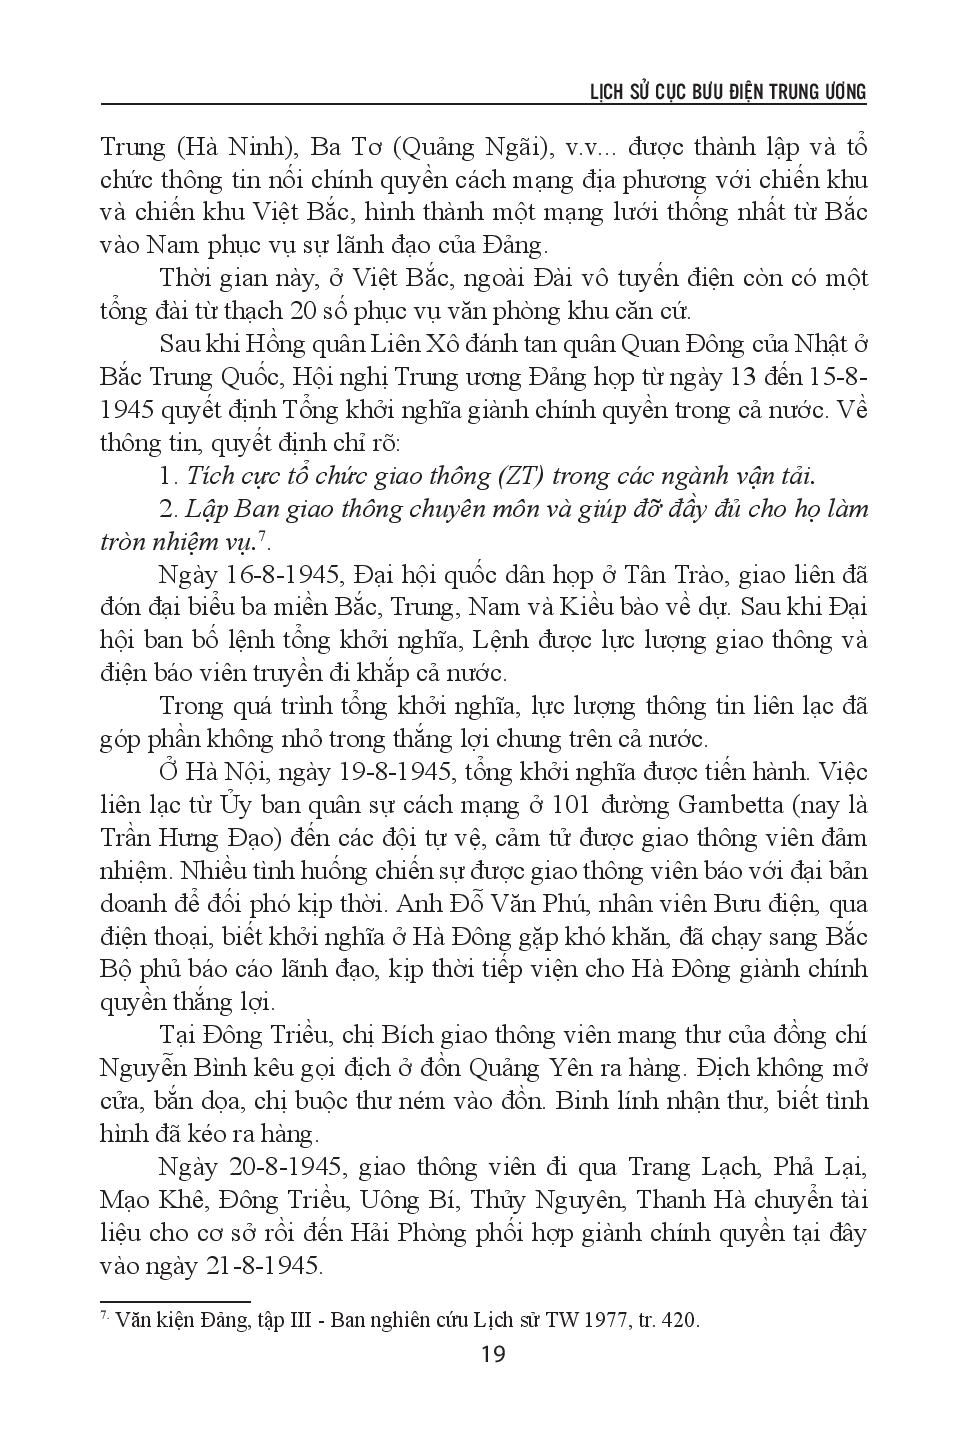 LỊCH SỬ CỤC BƯU ĐIỆN TRUNG ƯƠNG
Trung (Hà Ninh), Ba Tơ (Quảng Ngãi), v.v... được thành lập và tổ
chức thông tin nối chính quyền cách mạng địa phương với chiến khu
và chiến khu Việt Bắc, hình thành một mạng lưới thống nhất từ Bắc
vào Nam phục vụ sự lãnh đạo của Đảng.
Thời gian này, ở Việt Bắc, ngoài Đài vô tuyến điện còn có một
tổng đài từ thạch 20 số phục vụ văn phòng khu căn cứ.
Sau khi Hồng quân Liên Xô đánh tan quân Quan Đông của Nhật ở
Bắc Trung Quốc, Hội nghị Trung ương Đảng họp từ ngày 13 đến 15-8-
1945 quyết định Tổng khởi nghĩa giành chính quyền trong cả nước. Về
thông tin, quyết định chỉ rõ:
1. Tích cực tổ chức giao thông (ZT) trong các ngành vận tải.
2. Lập Ban giao thông chuyên môn và giúp đỡ đầy đủ cho họ làm
tròn nhiệm vụ.7.
Ngày 16-8-1945, Đại hội quốc dân họp ở Tân Trào, giao liên đã
đón đại biểu ba miền Bắc, Trung, Nam và Kiều bào về dự. Sau khi Đại
hội ban bố lệnh tổng khởi nghĩa, Lệnh được lực lượng giao thông và
điện báo viên truyền đi khắp cả nước.
Trong quá trình tổng khởi nghĩa, lực lượng thông tin liên lạc đã
góp phần không nhỏ trong thắng lợi chung trên cả nước.
Ở Hà Nội, ngày 19-8-1945, tổng khởi nghĩa được tiến hành. Việc
liên lạc từ Ủy ban quân sự cách mạng ở 101 đường Gambetta (nay là
Trần Hưng Đạo) đến các đội tự vệ, cảm tử được giao thông viên đảm
nhiệm. Nhiều tình huống chiến sự được giao thông viên báo với đại bản
doanh để đối phó kịp thời. Anh Đỗ Văn Phú, nhân viên Bưu điện, qua
điện thoại, biết khởi nghĩa ở Hà Đông gặp khó khăn, đã chạy sang Bắc
Bộ phủ báo cáo lãnh đạo, kịp thời tiếp viện cho Hà Đông giành chính
quyền thắng lợi.
Tại Đông Triều, chị Bích giao thông viên mang thư của đồng chí
Nguyễn Bình kêu gọi địch ở đồn Quảng Yên ra hàng. Địch không mở
cửa, bắn dọa, chị buộc thư ném vào đồn. Binh lính nhận thư, biết tình
hình đã kéo ra hàng.
Ngày 20-8-1945, giao thông viên đi qua Trang Lạch, Phả Lại,
Mạo Khê, Đông Triều, Uông Bí, Thủy Nguyên, Thanh Hà chuyển tài
liệu cho cơ sở rồi đến Hải Phòng phối hợp giành chính quyền tại đây
vào ngày 21-8-1945.
7. Văn kiện Đảng, tập III - Ban nghiên cứu Lịch sử TW 1977, tr. 420.
19